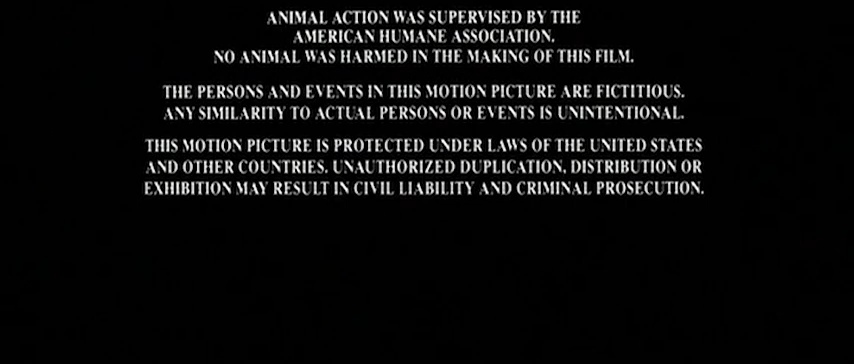 ANIMAL ACTION WAS SUPERVISED BY THE
AMERICAN HUMANE ASSOCIATION.
NO ANIMAL WAS HARMED IN THE MAKING OF THIS FILM.
THE PERSONS AND EVENTS IN THIS MOTION PICTURE ARE FICTITIOUS.
ANY SIMILARITY TO ACTUAL PERSONS OR EVENTS IS UNINTENTIONAL.
THIS MOTION PICTURE IS PROTECTED UNDER LAWS OF THE UNITED STATES
AND OTHER COUNTRIES. UNAUTHORIZED DUPLICATION, DISTRIBUTION OR
EXHIBITION MAY RESULT IN CIVIL LIABILITY AND CRIMINAL PROSECUTION.